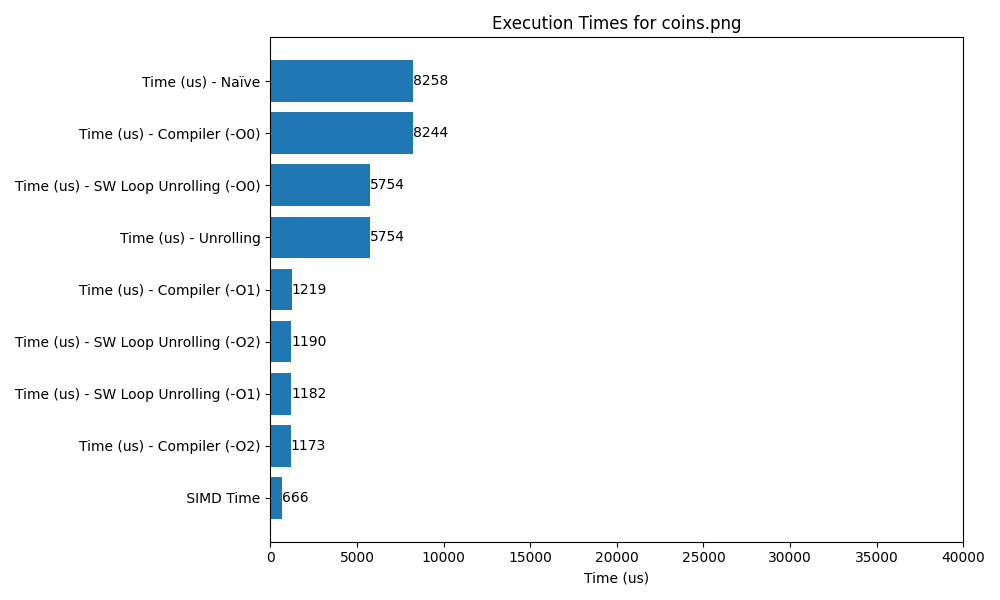 Execution Times for coins.png
Time (us) - Naïve 8258
Time (us) - Compiler (-O0) 8244
Time (us) - SW Loop Unrolling (-O0) 5754
Time (us) - Unrolling 5754
Time (us) - Compiler (-O1) 1219
Time (us) - SW Loop Unrolling (-O2) 1190
Time (us) - SW Loop Unrolling (-O1) 1182
Time (us) - Compiler (-O2) 1173
SIMD Time 666
0 5000 10000 15000 20000 25000 30000 35000 40000
Time (us)